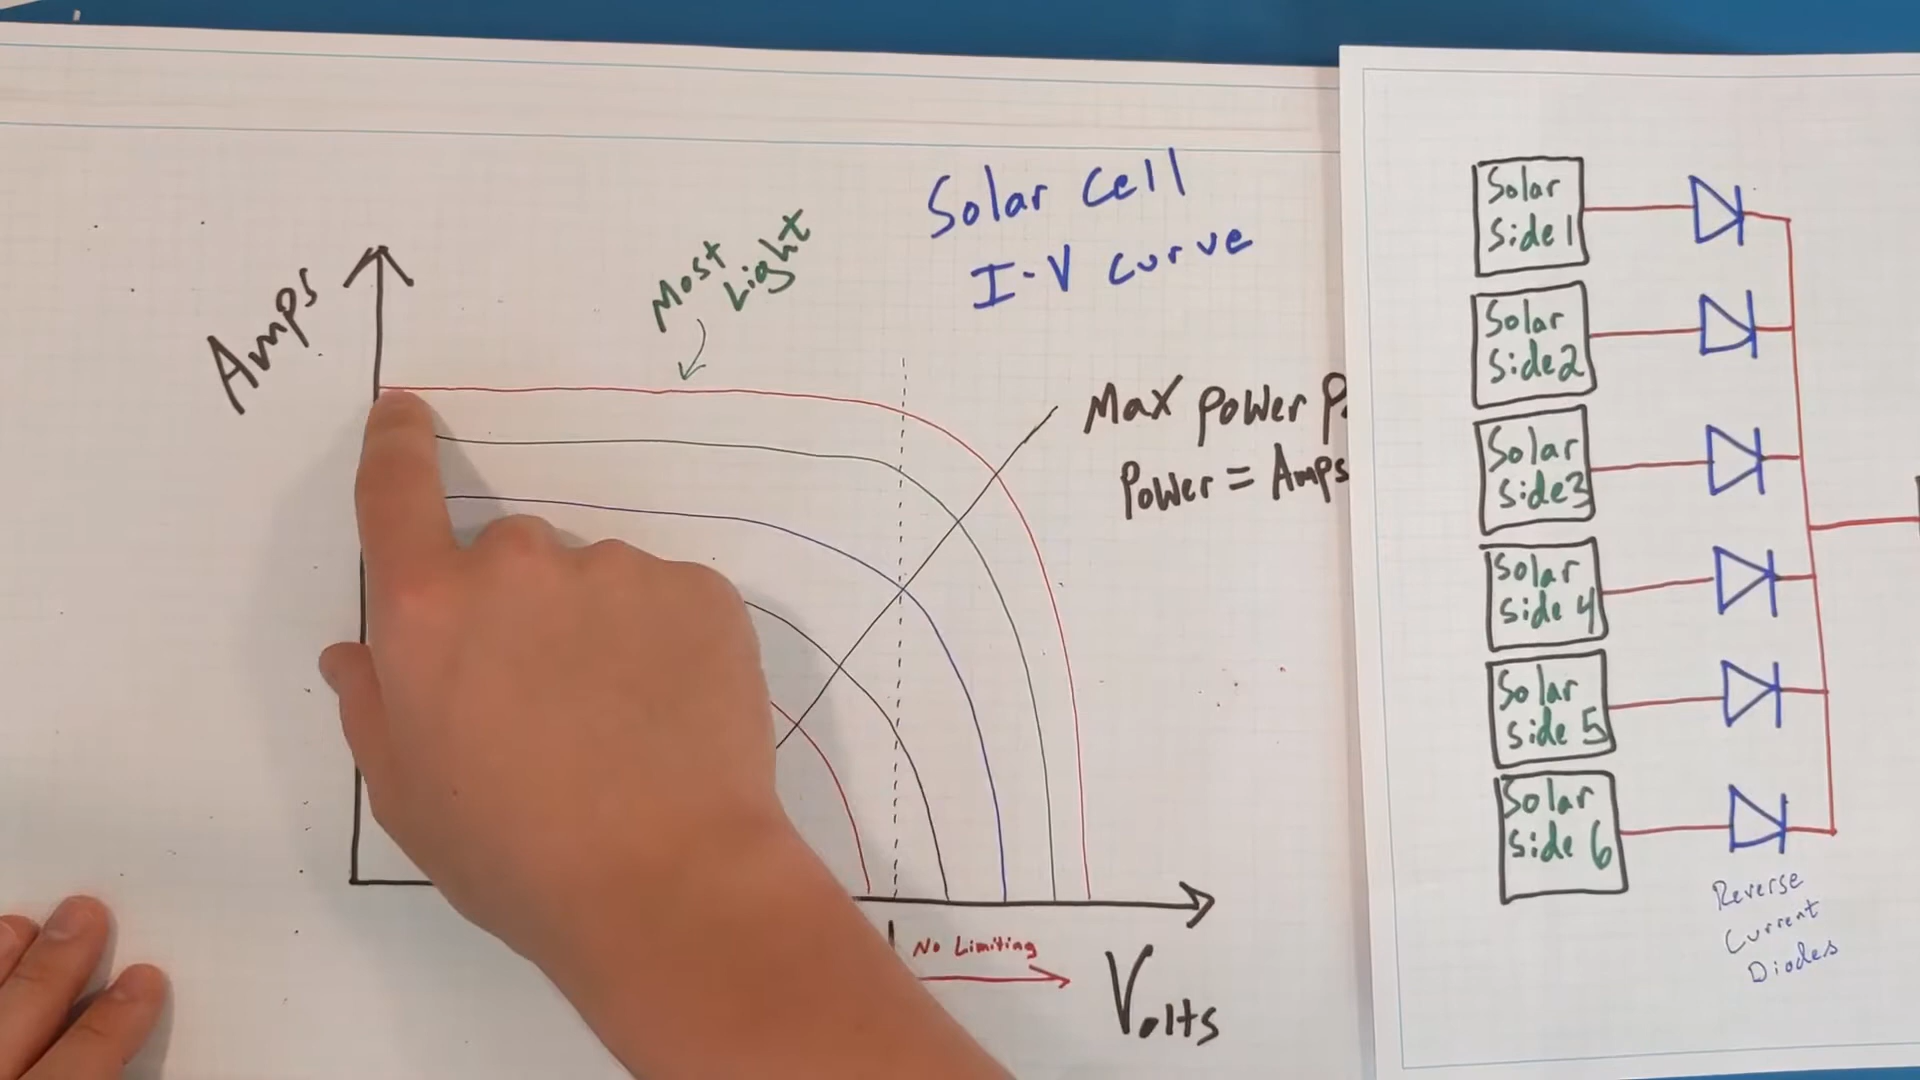 Solar Cell
I-V curve
Most
Light
Amps
Max power P
Power = Amps
No Limiting
Volts
Solar
Side 1
Solar
Side 2
Solar
Side 3
Solar
Side 4
Solar
Side 5
Solar
Side 6
Reverse
Current
Diodes